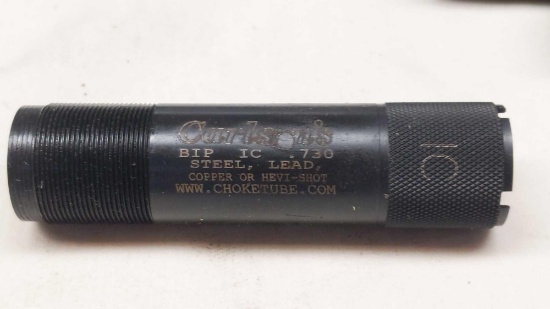 Carlson's
BIP IC .730
STEEL, LEAD,
COPPER OR HEVI-SHOT
WWW.CHOKETUBE.COM
IC